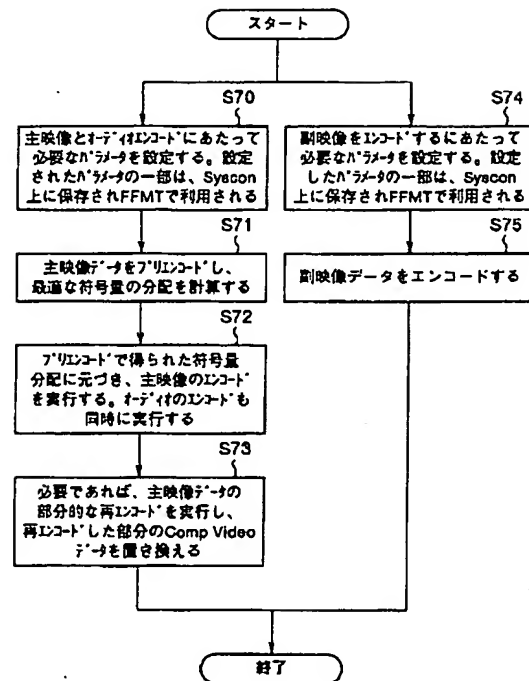 スタート
S70
主映像とオーディオエンコードにあたって
必要なパラメータを設定する。設定
されたパラメータの一部は、Syscon
上に保存されFFMTで利用される
S71
主映像データをプリエンコードし、
最適な符号量の分配を計算する
S72
プリエンコードで得られた符号量
分配に元づき、主映像のエンコード
を実行する。オーディオのエンコードも
同時に実行する
S73
必要であれば、主映像データの
部分的な再エンコードを実行し、
再エンコードした部分のComp Video
データを置き換える
S74
副映像をエンコードするにあたって
必要なパラメータを設定する。設定
したパラメータの一部は、Syscon
上に保存されFFMTで利用される
S75
副映像データをエンコードする
終了